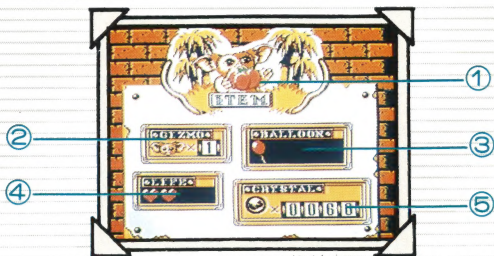 ①
ITEM
② GIZMO × 1
BALLOON ③
④ LIFE
CRYSTAL ⑤
× 0066